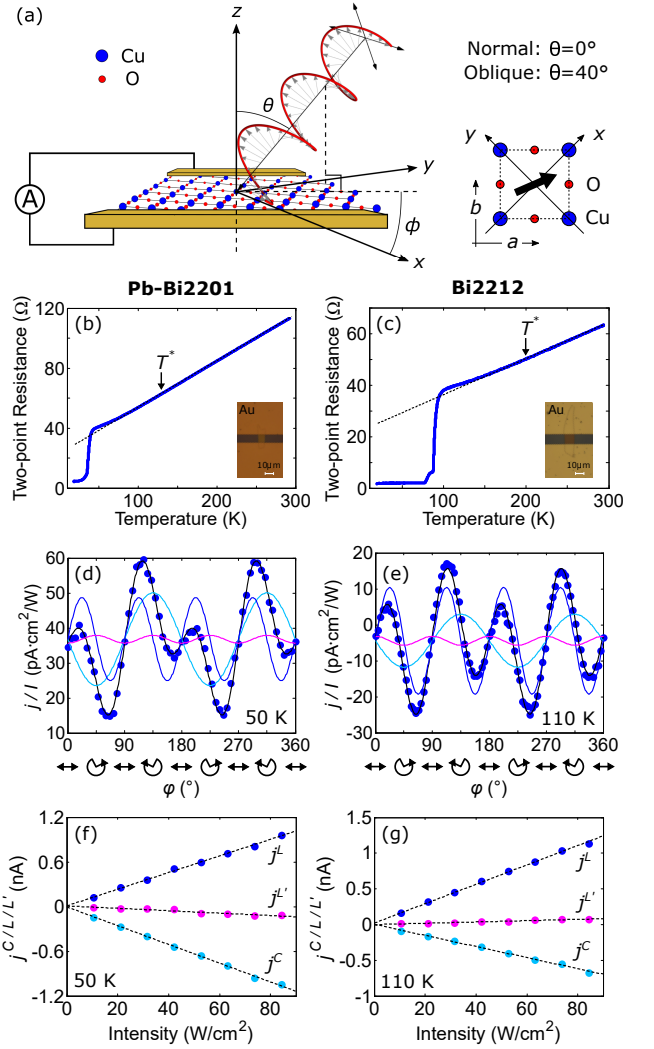 (a)
z
Cu
O
θ
y
A
ϕ
x
Normal: θ=0°
Oblique: θ=40°
y
x
O
b
Cu
a
Pb-Bi2201
Bi2212
(b)
Two-point Resistance (Ω)
120
80
40
0
T*
Au
10μm
0
100
200
300
Temperature (K)
(c)
Two-point Resistance (Ω)
60
40
20
0
T*
Au
10μm
0
100
200
300
Temperature (K)
(d)
j / I (pA·cm²/W)
60
50
40
30
20
10
50 K
0
90
180
270
360
φ (°)
(e)
j / I (pA·cm²/W)
20
10
0
-10
-20
-30
110 K
0
90
180
270
360
φ (°)
(f)
j C / L / L' (nA)
1.2
0.6
0
-0.6
-1.2
j L
j L'
j C
50 K
0
20
40
60
80
Intensity (W/cm²)
(g)
j C / L / L' (nA)
1.5
1
0.5
0
-0.5
-1
j L
j L'
j C
110 K
0
20
40
60
80
Intensity (W/cm²)